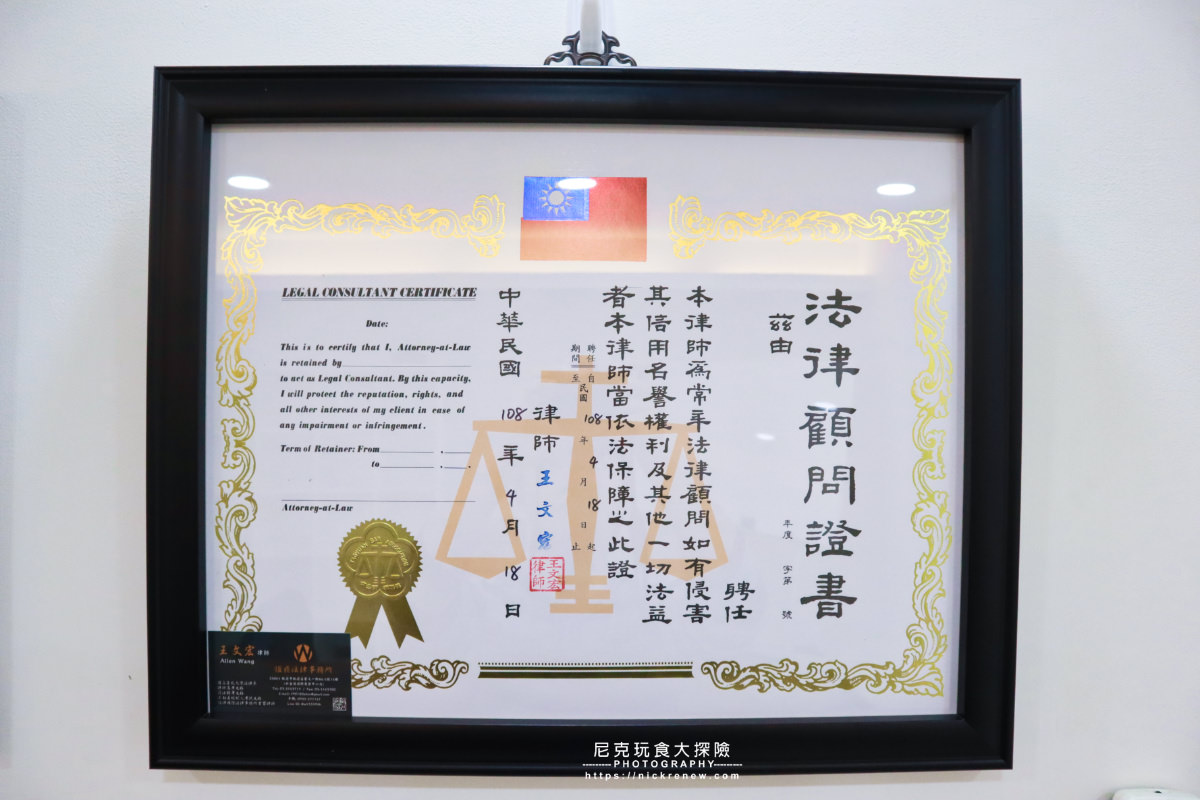 法律顧問證書
年度 字第 號
茲由
聘任
本律師為常年法律顧問如有侵害
其信用名譽權利及其他一切法益
者本律師當依法保障之此證
聘任自民國108年4月18日起
期間至 止
律師 王文宏
王文宏
律師
中華民國108年4月18日
LEGAL CONSULTANT CERTIFICATE
Date:
This is to certify that I, Attorney-at-Law
is retained by
to act as Legal Consultant. By this capacity,
I will protect the reputation, rights, and
all other interests of my client in case of
any impairment or infringement.
Term of Retainer: From
to
Attorney-at-Law
王文宏 律師
Allen Wang
尼克玩食大探險
PHOTOGRAPHY
https://nickrenew.com